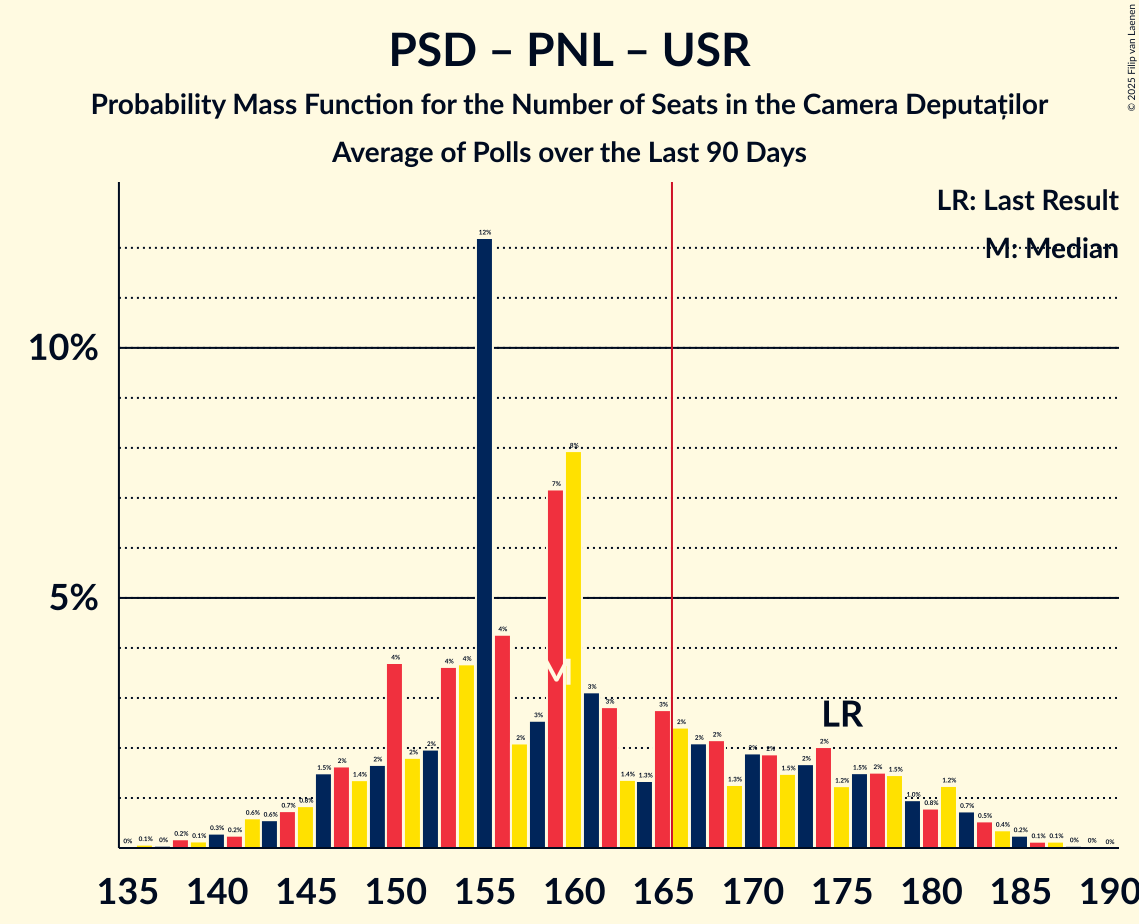 PSD – PNL – USR
Probability Mass Function for the Number of Seats in the Camera Deputaților
Average of Polls over the Last 90 Days
© 2025 Filip van Laenen
LR: Last Result
M: Median
10%
5%
0% 0.1% 0% 0.2% 0.1% 0.3% 0.2% 0.6% 0.6% 0.7% 0.8% 1.5% 2% 1.4% 2% 4% 2% 2% 4% 4% 12% 4% 2% 3% 7% 8% 3% 3% 1.4% 1.3% 3% 2% 2% 2% 1.3% 2% 2% 1.5% 2% 2% 1.2% 1.5% 2% 1.5% 1.0% 0.8% 1.2% 0.7% 0.5% 0.4% 0.2% 0.1% 0.1% 0% 0% 0%
M
LR
135 140 145 150 155 160 165 170 175 180 185 190